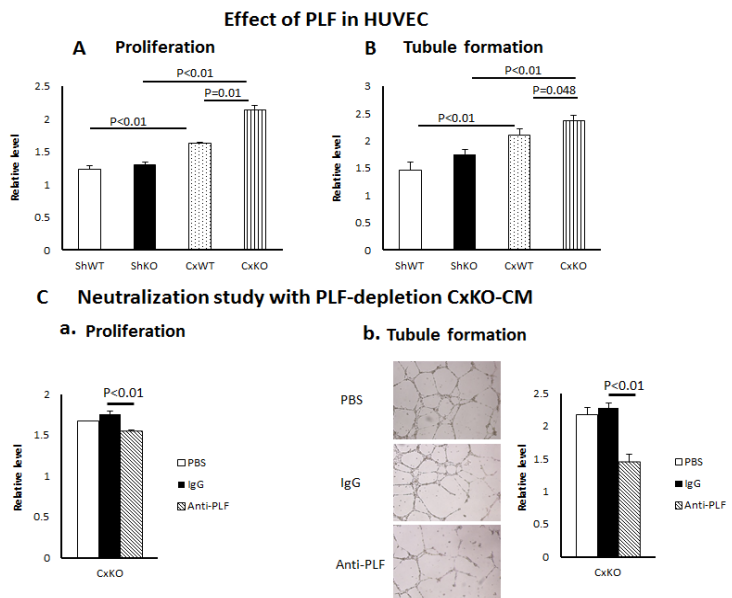 Effect of PLF in HUVEC
A Proliferation
B Tubule formation
P<0.01
P=0.01
P<0.01
Relative level
2.5
2
1.5
1
0.5
0
ShWT ShKO CxWT CxKO
P<0.01
P=0.048
P<0.01
Relative level
3
2.5
2
1.5
1
0.5
0
ShWT ShKO CxWT CxKO
C Neutralization study with PLF-depletion CxKO-CM
a. Proliferation
P<0.01
Relative level
2
1.5
1
0.5
0
CxKO
PBS
IgG
Anti-PLF
b. Tubule formation
PBS
IgG
Anti-PLF
P<0.01
Relative level
2.5
2
1.5
1
0.5
0
CxKO
PBS
IgG
Anti-PLF